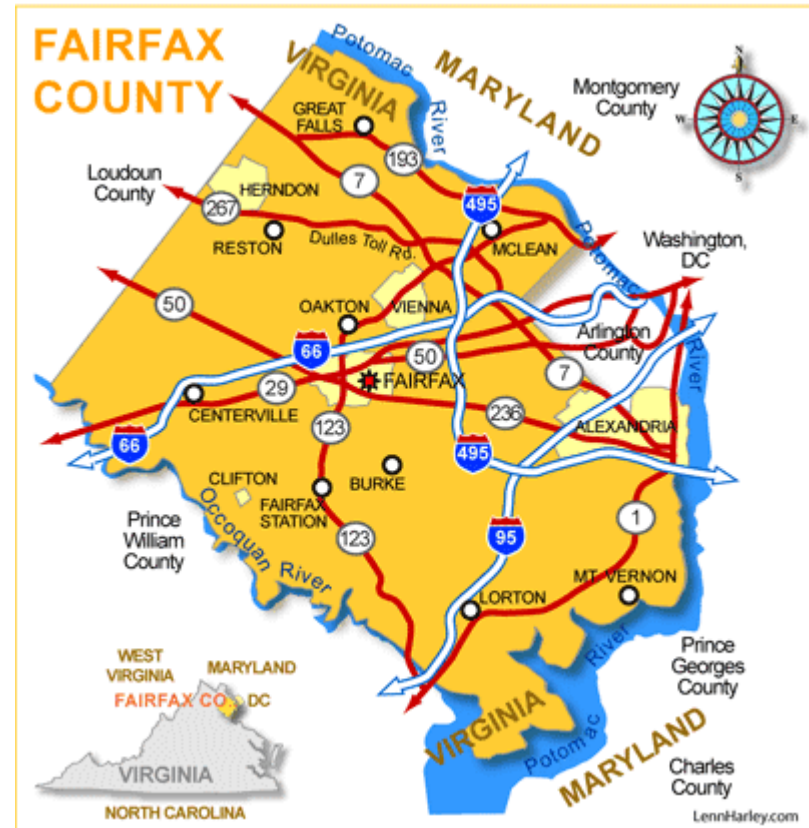 FAIRFAX
COUNTY
Potomac
River
VIRGINIA
MARYLAND
Montgomery
County
N
W
E
S
GREAT
FALLS
193
7
495
Loudoun
County
HERNDON
267
RESTON
Dulles Toll Rd.
MCLEAN
Potomac
Washington,
DC
50
OAKTON
VIENNA
66
50
Arlington
County
River
29
FAIRFAX
7
CENTERVILLE
123
236
ALEXANDRIA
66
495
CLIFTON
BURKE
FAIRFAX
STATION
Prince
William
County
Occoquan River
123
95
1
LORTON
MT VERNON
WEST
VIRGINIA
MARYLAND
FAIRFAX CO.
DC
VIRGINIA
NORTH CAROLINA
VIRGINIA
Potomac
River
MARYLAND
Prince
Georges
County
Charles
County
LennHarley.com